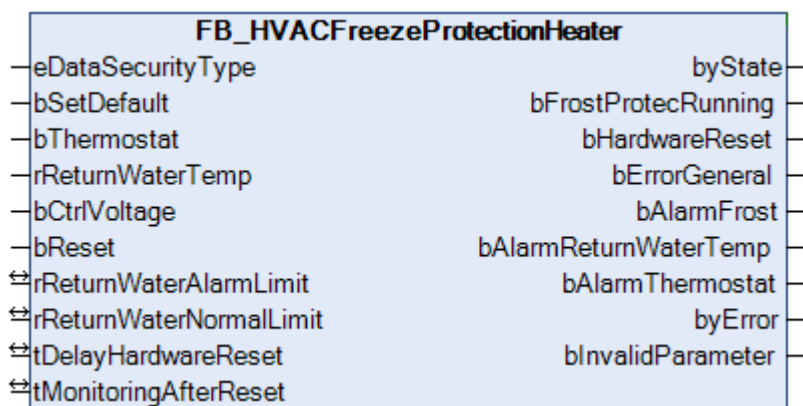 FB_HVACFreezeProtectionHeater
eDataSecurityType byState
bSetDefault bFrostProtecRunning
bThermostat bHardwareReset
rReturnWaterTemp bErrorGeneral
bCtrlVoltage bAlarmFrost
bReset bAlarmReturnWaterTemp
rReturnWaterAlarmLimit bAlarmThermostat
rReturnWaterNormalLimit byError
tDelayHardwareReset bInvalidParameter
tMonitoringAfterReset